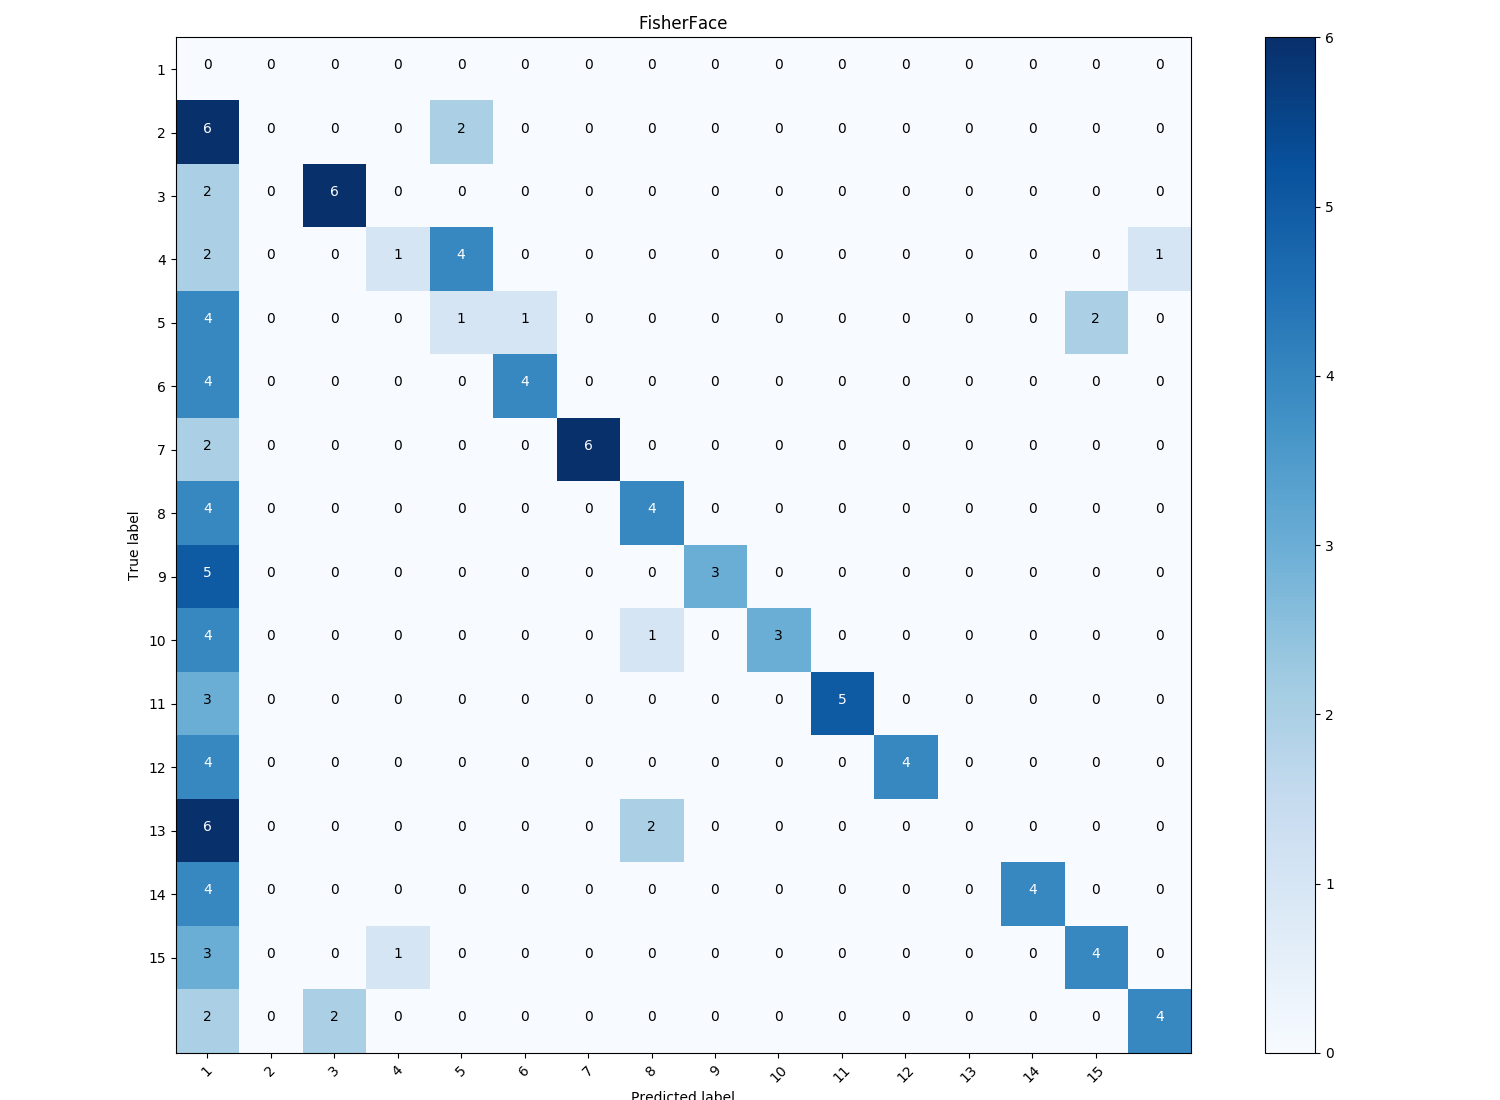 FisherFace
1 0 0 0 0 0 0 0 0 0 0 0 0 0 0 0 0
2 6 0 0 0 2 0 0 0 0 0 0 0 0 0 0 0
3 2 0 6 0 0 0 0 0 0 0 0 0 0 0 0 0
4 2 0 0 1 4 0 0 0 0 0 0 0 0 0 0 1
5 4 0 0 0 1 1 0 0 0 0 0 0 0 0 2 0
6 4 0 0 0 0 4 0 0 0 0 0 0 0 0 0 0
7 2 0 0 0 0 0 6 0 0 0 0 0 0 0 0 0
8 4 0 0 0 0 0 0 4 0 0 0 0 0 0 0 0
9 5 0 0 0 0 0 0 0 3 0 0 0 0 0 0 0
10 4 0 0 0 0 0 0 1 0 3 0 0 0 0 0 0
11 3 0 0 0 0 0 0 0 0 0 5 0 0 0 0 0
12 4 0 0 0 0 0 0 0 0 0 0 4 0 0 0 0
13 6 0 0 0 0 0 0 2 0 0 0 0 0 0 0 0
14 4 0 0 0 0 0 0 0 0 0 0 0 0 4 0 0
15 3 0 0 1 0 0 0 0 0 0 0 0 0 0 4 0
2 0 2 0 0 0 0 0 0 0 0 0 0 0 0 4
1 2 3 4 5 6 7 8 9 10 11 12 13 14 15
True label
Predicted label
6
5
4
3
2
1
0